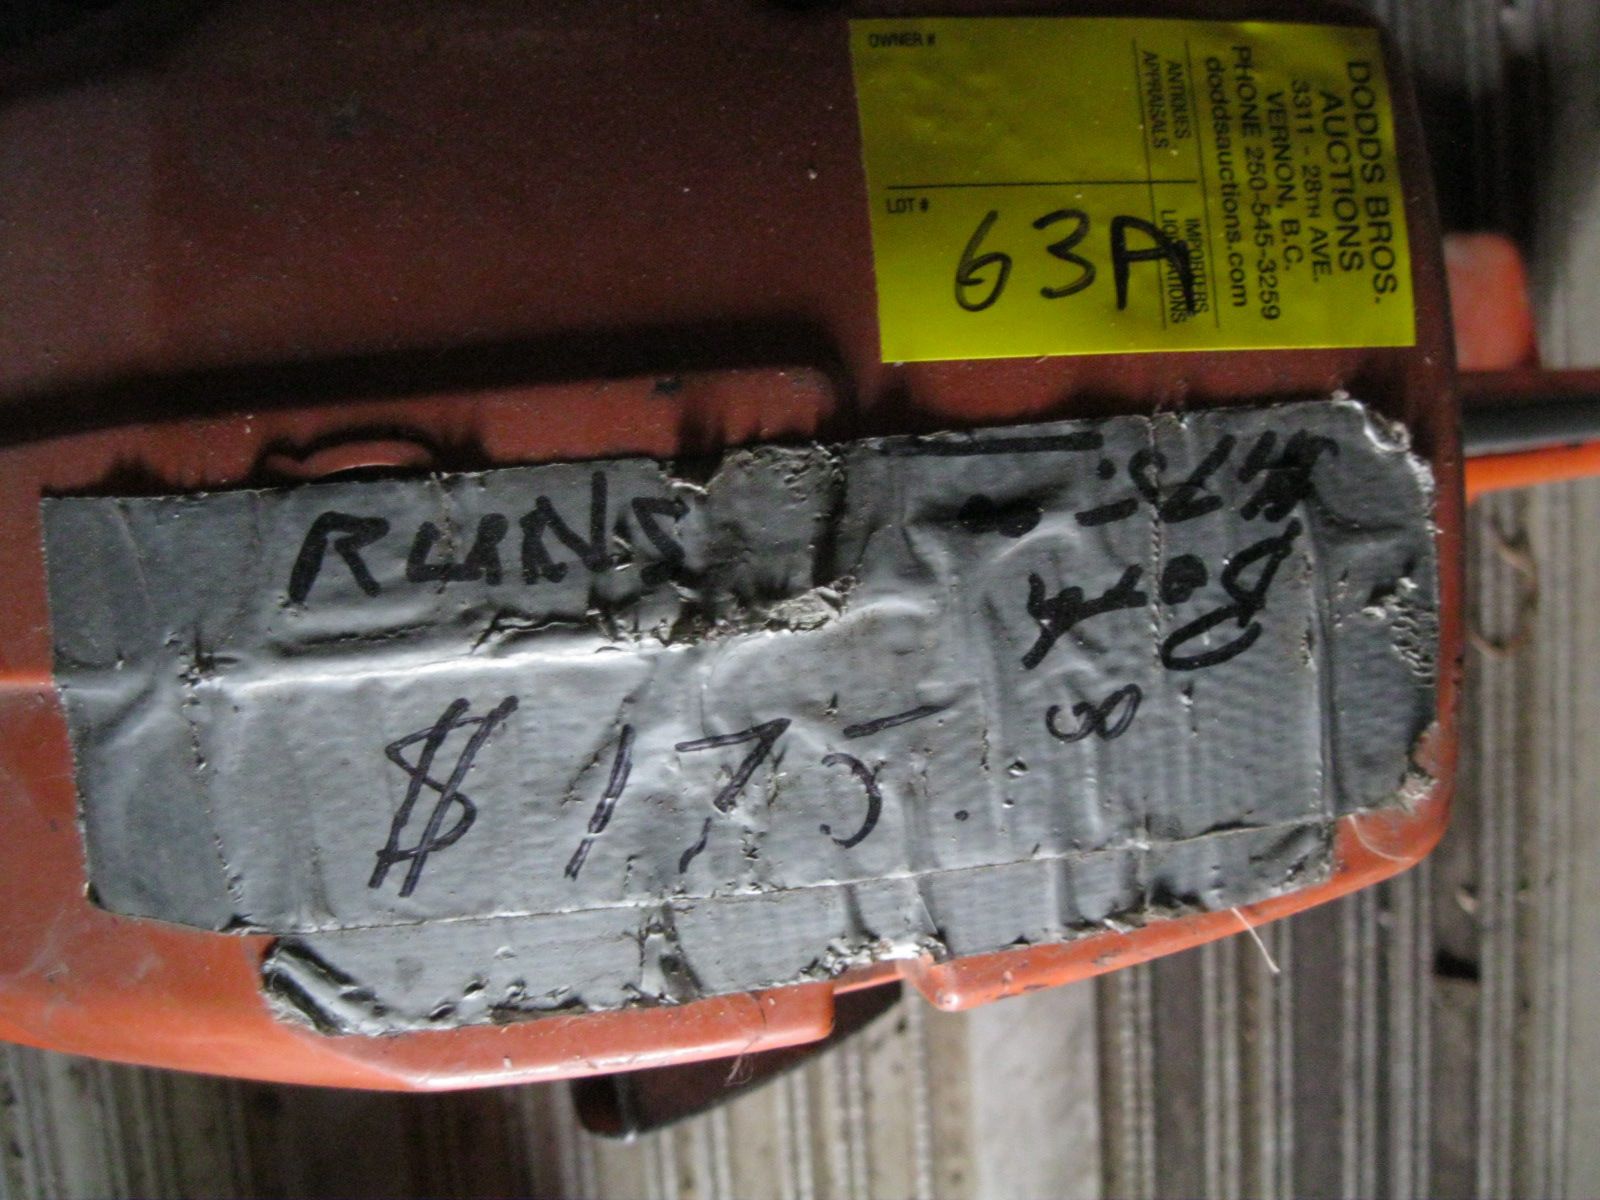 DODDS BROS.
AUCTIONS
3311 - 28TH AVE.
VERNON, B.C.
PHONE 250-545-3259
doddsauctions.com
ANTIQUES
APPRAISALS
IMPORTERS
LIQUIDATIONS
OWNER #
LOT #
63A
RUNS
$175-